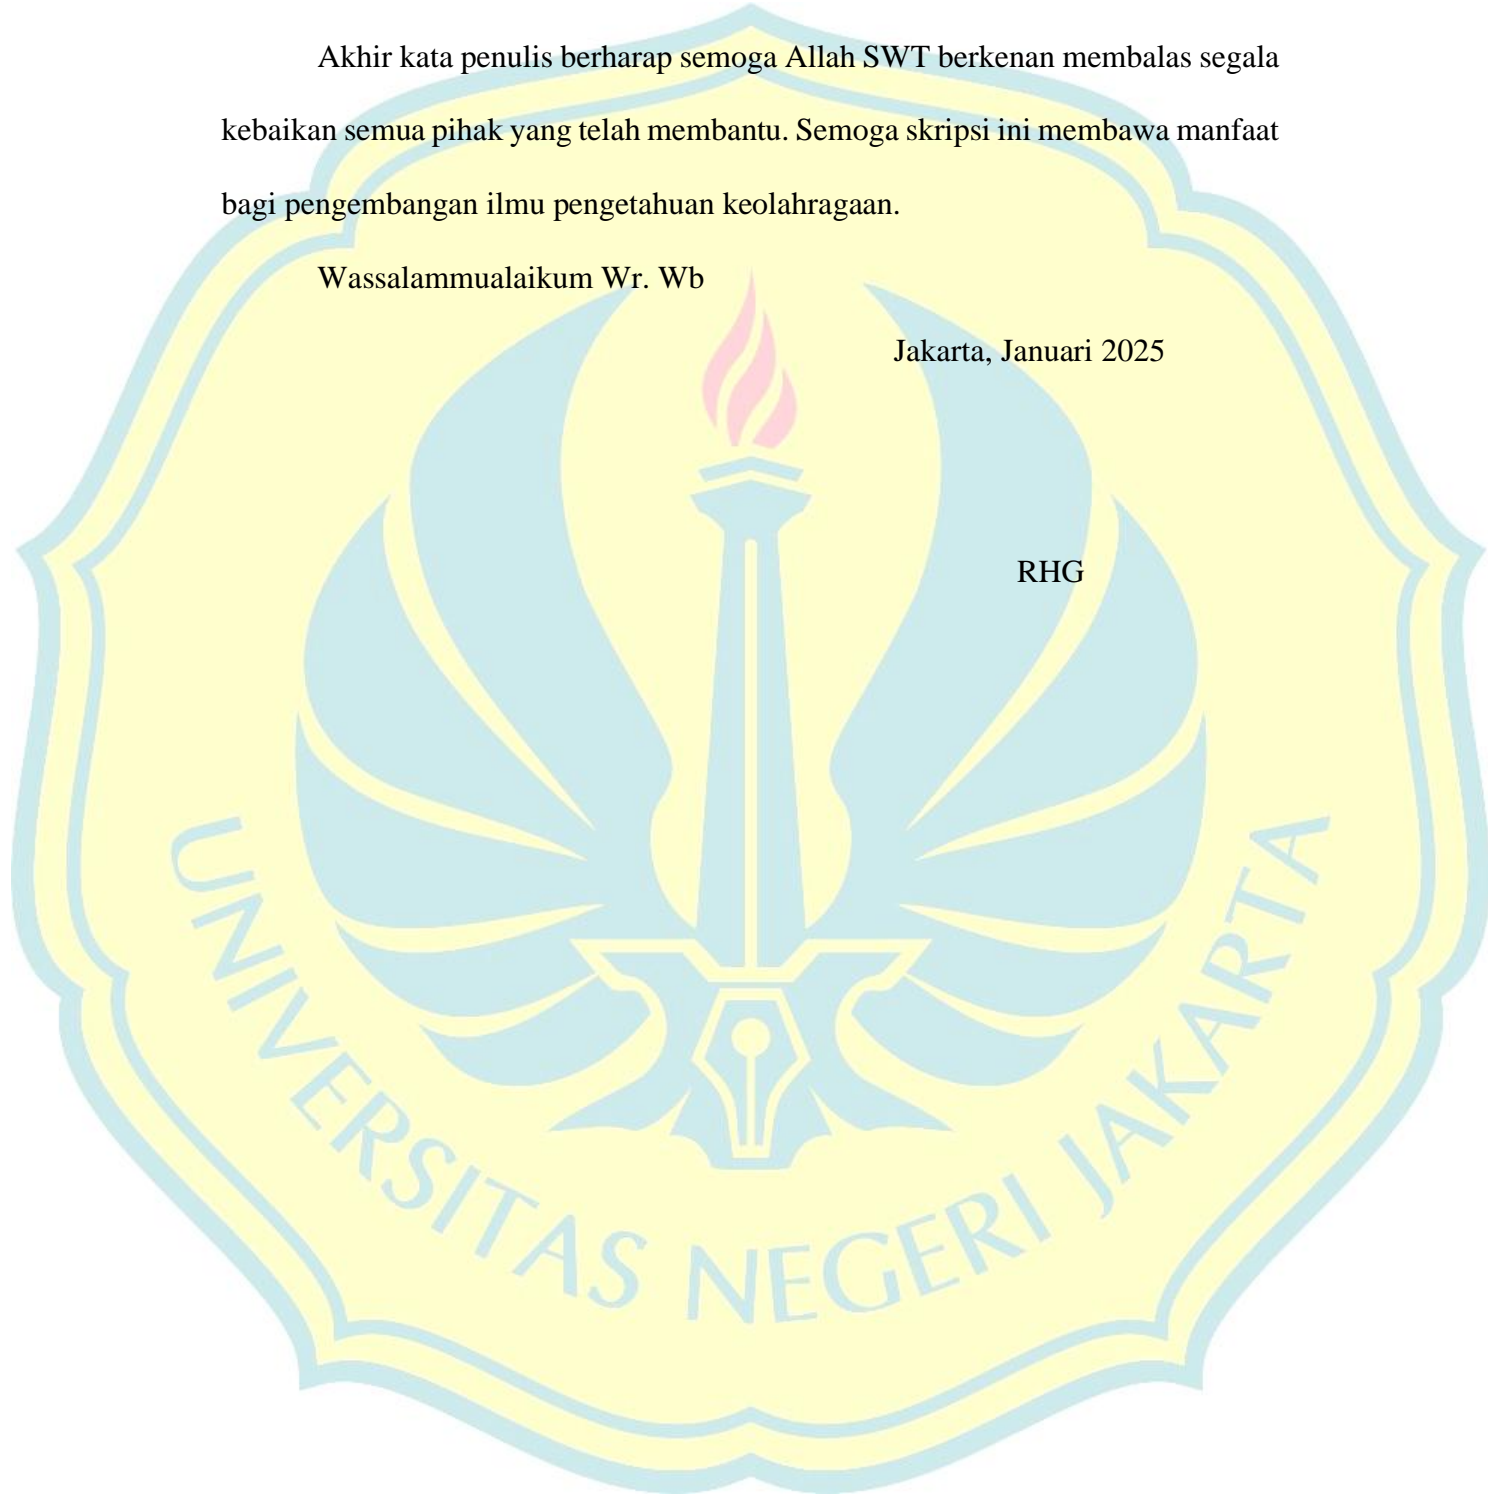 Akhir kata penulis berharap semoga Allah SWT berkenan membalas segala
kebaikan semua pihak yang telah membantu. Semoga skripsi ini membawa manfaat
bagi pengembangan ilmu pengetahuan keolahragaan.
Wassalammualaikum Wr. Wb
Jakarta, Januari 2025
RHG
UNIVERSITAS NEGERI JAKARTA